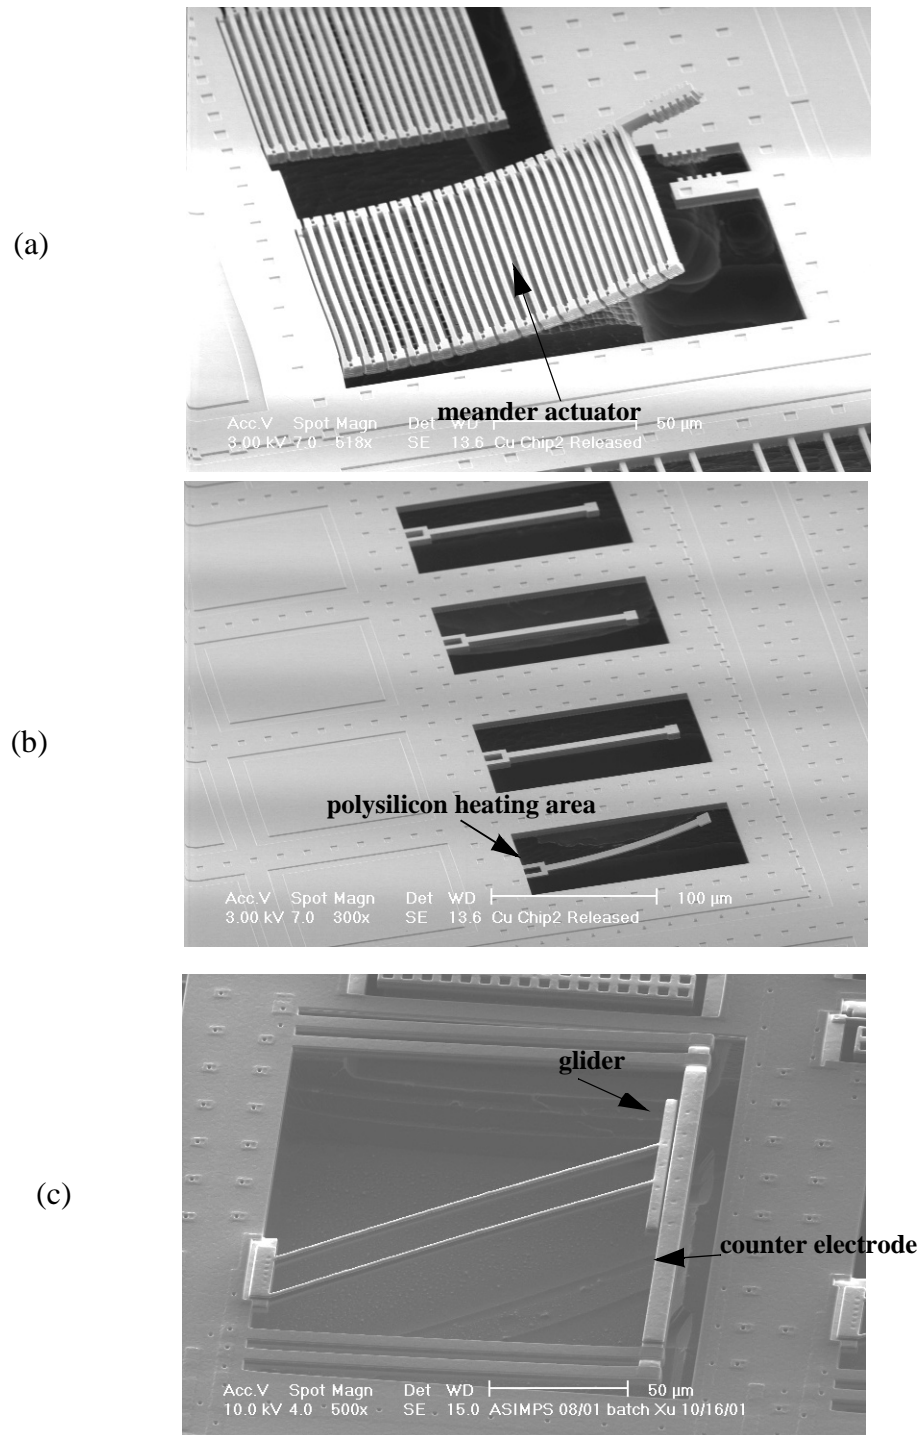 (a)
meander actuator
Acc.V Spot Magn Det WD 50 µm
3.00 kV 7.0 518x SE 13.6 Cu Chip2 Released
(b)
polysilicon heating area
Acc.V Spot Magn Det WD 100 µm
3.00 kV 7.0 300x SE 13.6 Cu Chip2 Released
glider
(c)
counter electrode
Acc.V Spot Magn Det WD 50 µm
10.0 kV 4.0 500x SE 15.0 ASIMPS 08/01 batch Xu 10/16/01